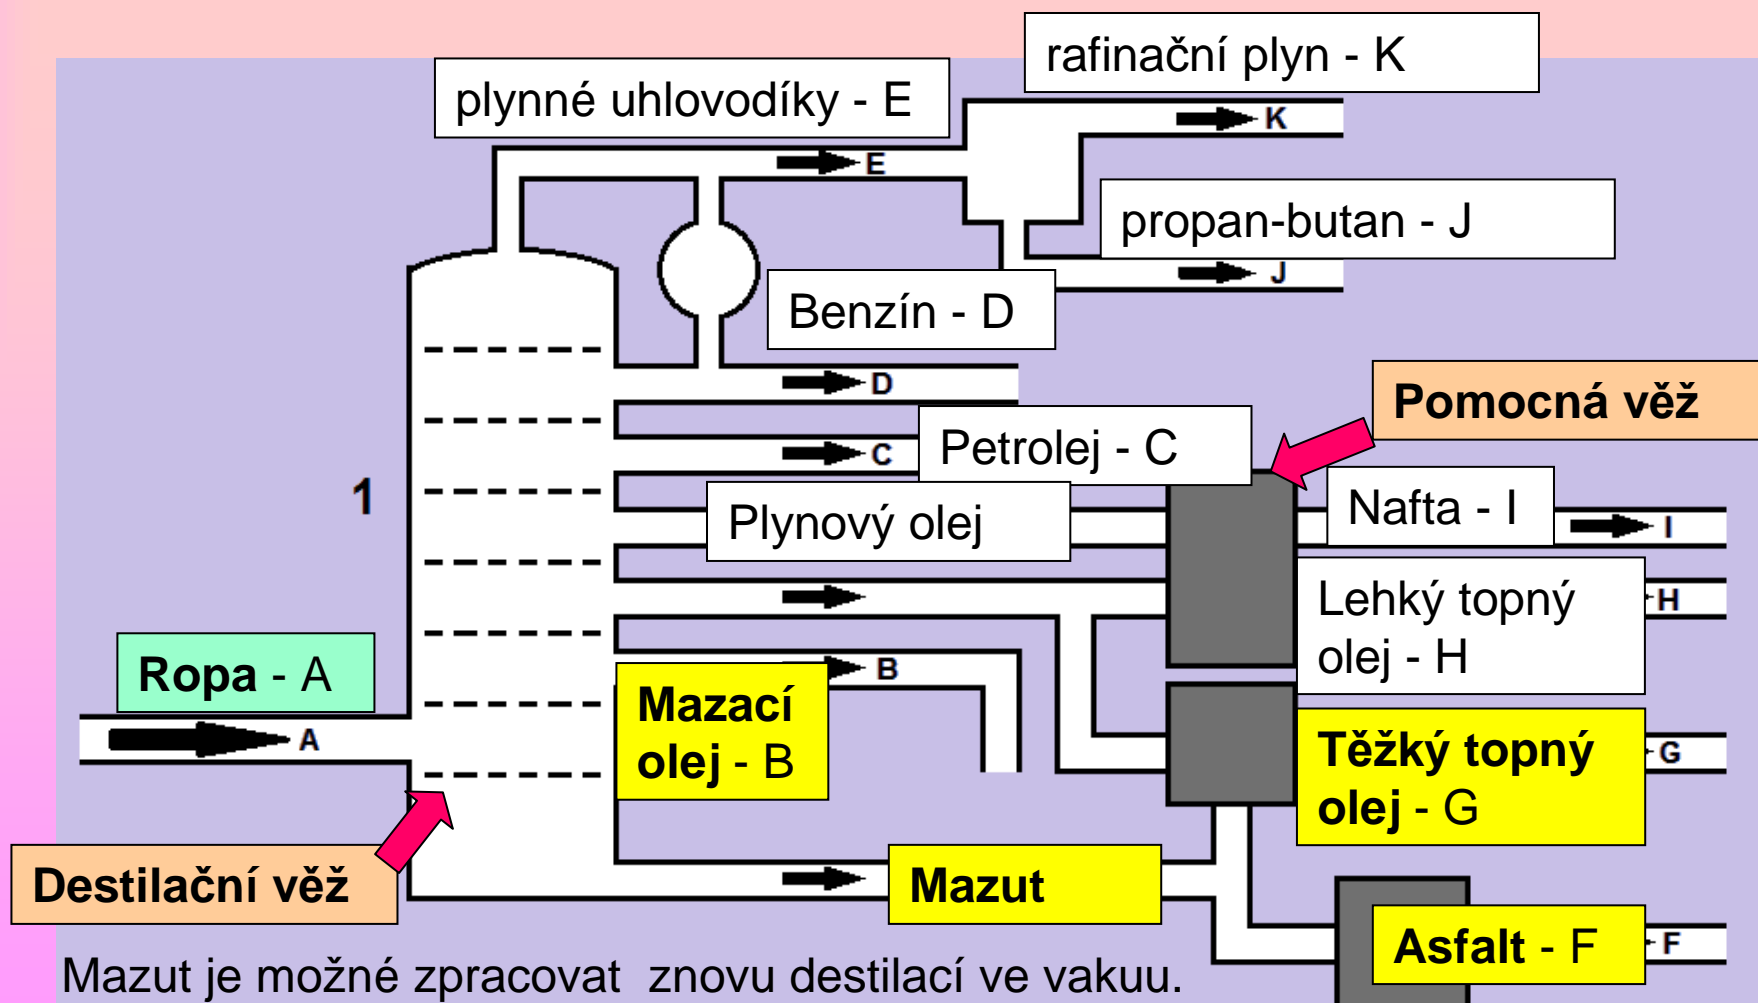 rafinační plyn - K
plynné uhlovodíky - E
K
E
propan-butan - J
J
Benzín - D
D
Pomocná věž
Petrolej - C
C
1
Nafta - I
I
Plynový olej
Lehký topný
olej - H
H
Ropa - A
A
B
Mazací
olej - B
Těžký topný
olej - G
G
Destilační věž
Mazut
Asfalt - F
F
Mazut je možné zpracovat  znovu destilací ve vakuu.